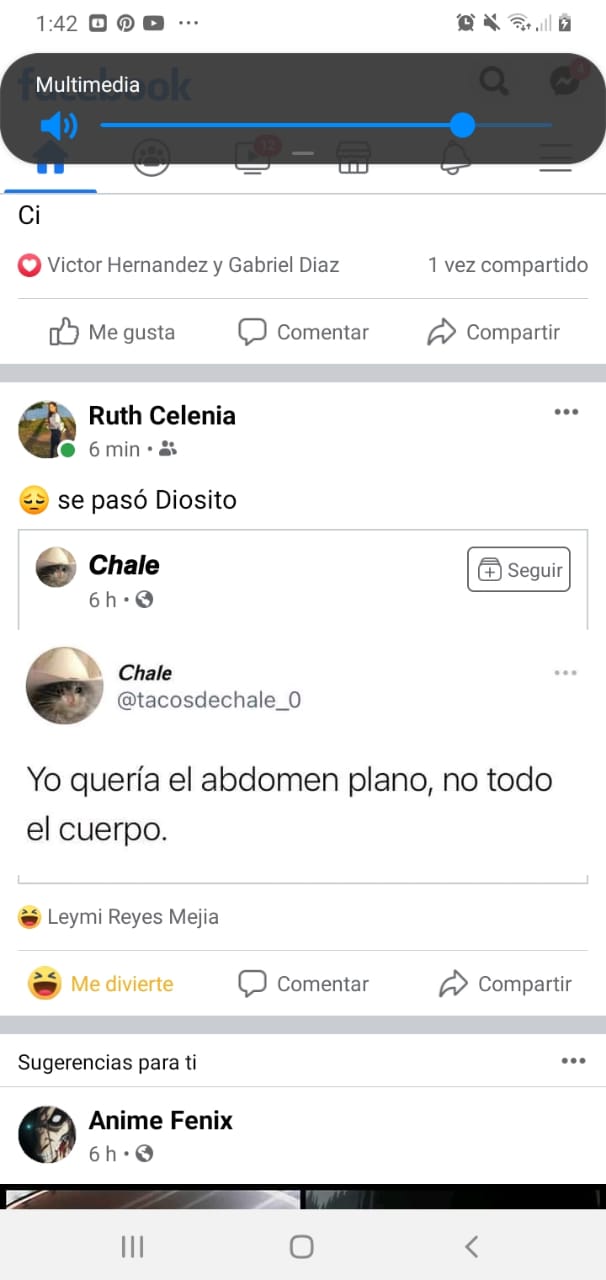 1:42
facebook
Multimedia
4
12
Ci
Victor Hernandez y Gabriel Diaz
1 vez compartido
Me gusta
Comentar
Compartir
Ruth Celenia
6 min
😔 se pasó Diosito
Chale
6 h
Seguir
Chale
@tacosdechale_0
Yo quería el abdomen plano, no todo
el cuerpo.
Leymi Reyes Mejia
Me divierte
Comentar
Compartir
Sugerencias para ti
Anime Fenix
6 h